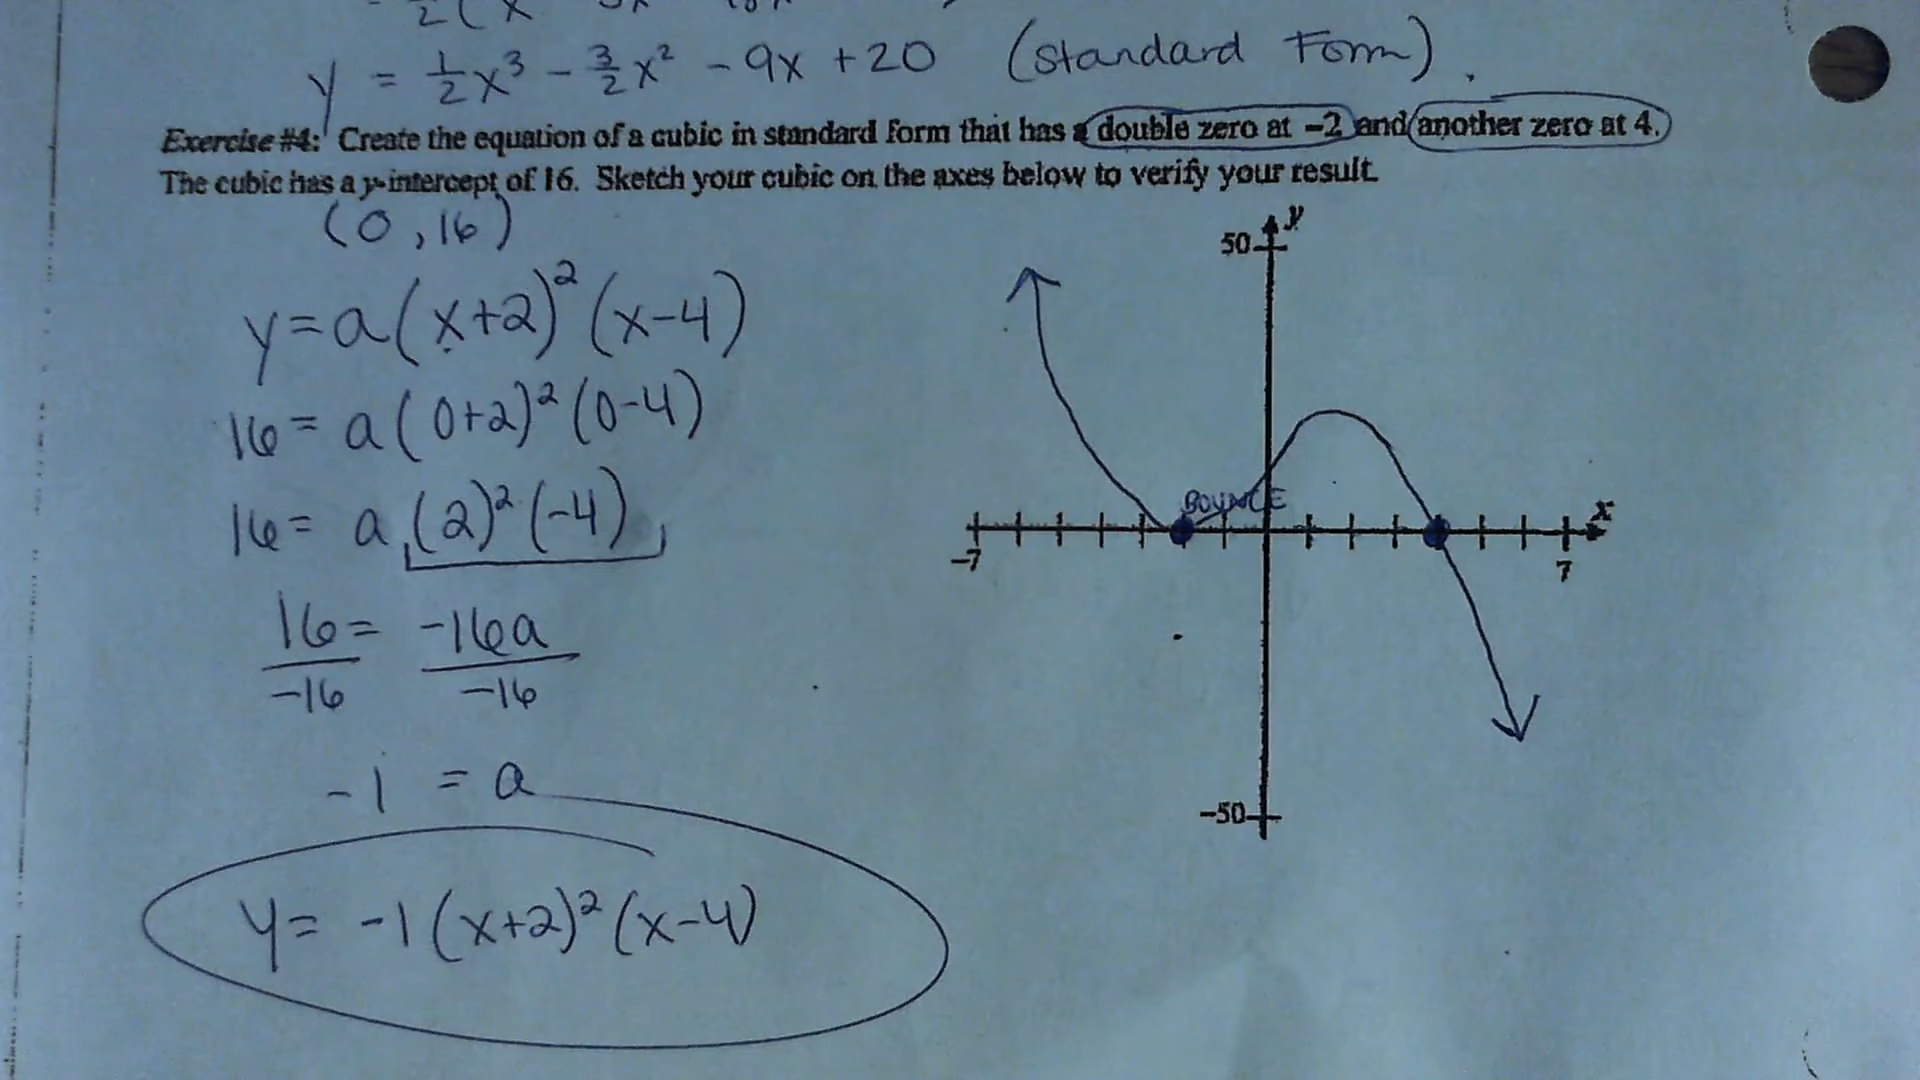 y = 1/2x³ - 3/2x² - 9x + 20 (standard Form).
Exercise #4: Create the equation of a cubic in standard form that has a double zero at –2 and another zero at 4.
The cubic has a y-intercept of 16. Sketch your cubic on the axes below to verify your result.
(0, 16)
y = a(x+2)²(x-4)
16 = a(0+2)²(0-4)
16 = a(2)²(-4)
16 = -16a
-16 -16
-1 = a
y = -1(x+2)²(x-4)
y
50
BOUNCE
x
-7
7
-50